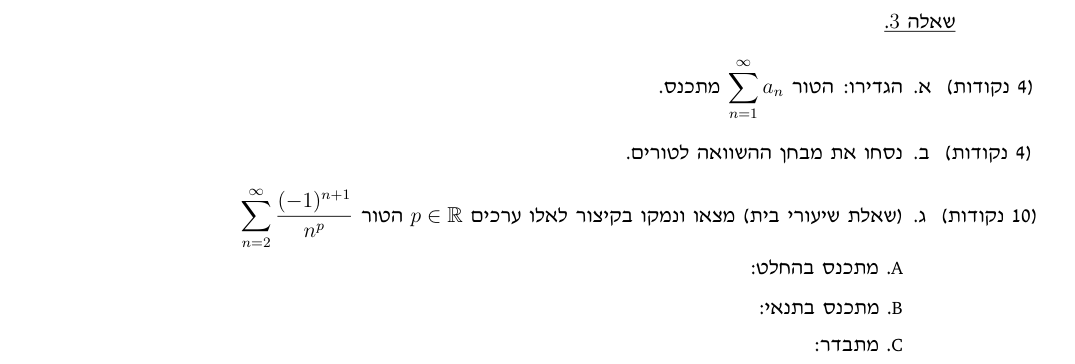 שאלה 3.
(4 נקודות) א. הגדירו: הטור $\sum_{n=1}^{\infty} a_n$ מתכנס.
(4 נקודות) ב. נסחו את מבחן ההשוואה לטורים.
(10 נקודות) ג. (שאלת שיעורי בית) מצאו ונמקו בקיצור לאלו ערכים $p \in \mathbb{R}$ הטור $\sum_{n=2}^{\infty} \frac{(-1)^{n+1}}{n^p}$
A. מתכנס בהחלט:
B. מתכנס בתנאי:
C. מתבדר: